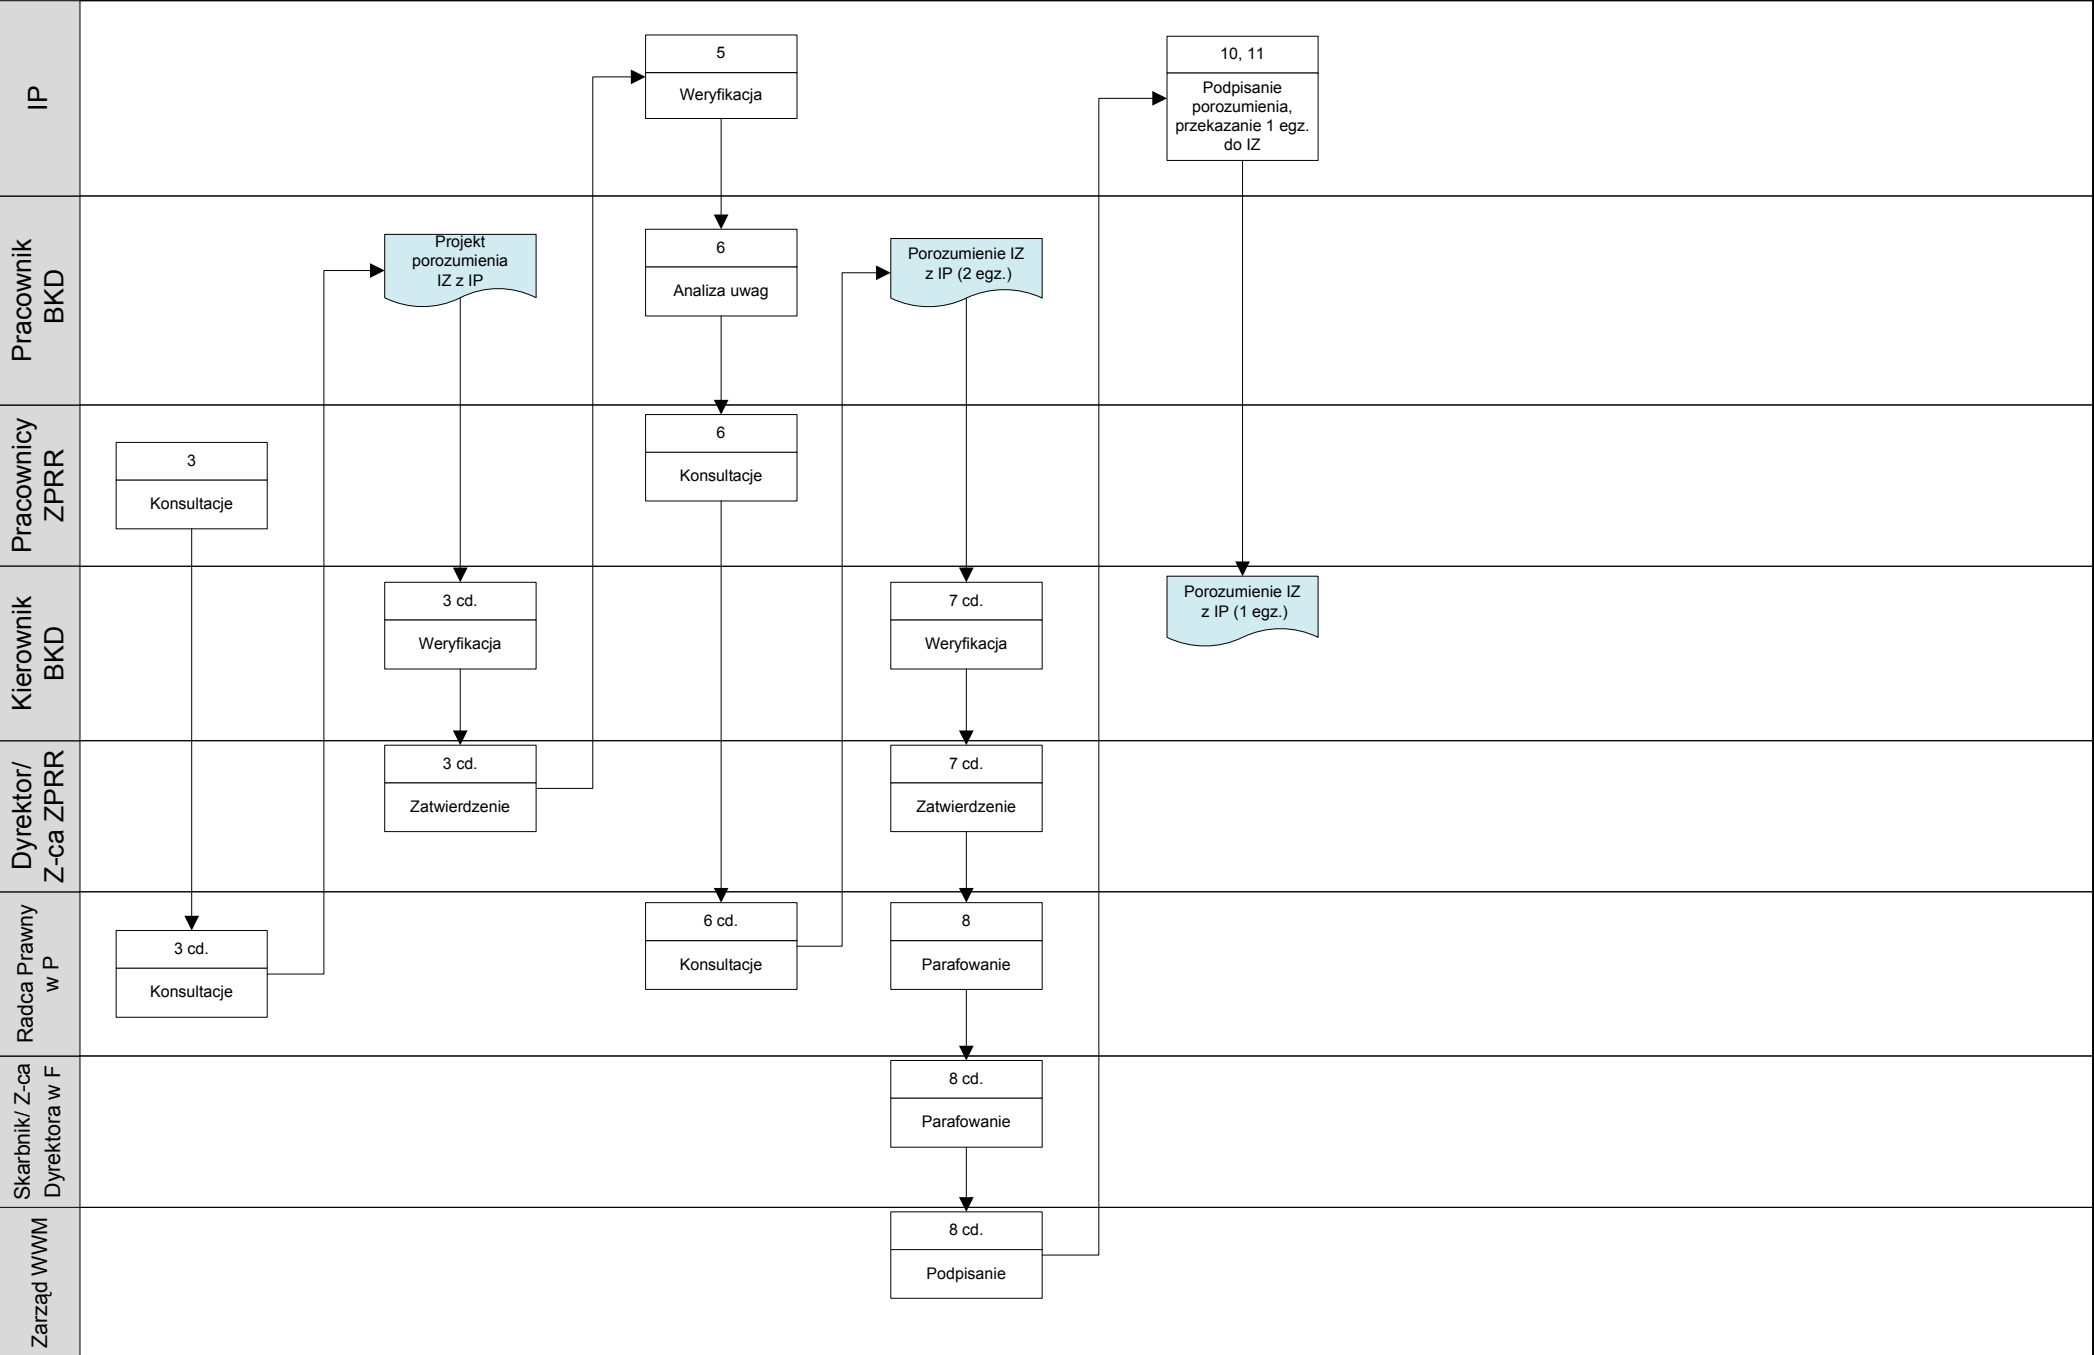 IP
5
Weryfikacja
10, 11
Podpisanie
porozumienia,
przekazanie 1 egz.
do IZ
Pracownik
BKD
Projekt
porozumienia
IZ z IP
6
Analiza uwag
Porozumienie IZ
z IP (2 egz.)
Pracownicy
ZPRR
3
Konsultacje
6
Konsultacje
Kierownik
BKD
3 cd.
Weryfikacja
7 cd.
Weryfikacja
Porozumienie IZ
z IP (1 egz.)
Dyrektor/
Z-ca ZPRR
3 cd.
Zatwierdzenie
7 cd.
Zatwierdzenie
Radca Prawny
w P
3 cd.
Konsultacje
6 cd.
Konsultacje
8
Parafowanie
Skarbnik/ Z-ca
Dyrektora w F
8 cd.
Parafowanie
Zarząd WWM
8 cd.
Podpisanie